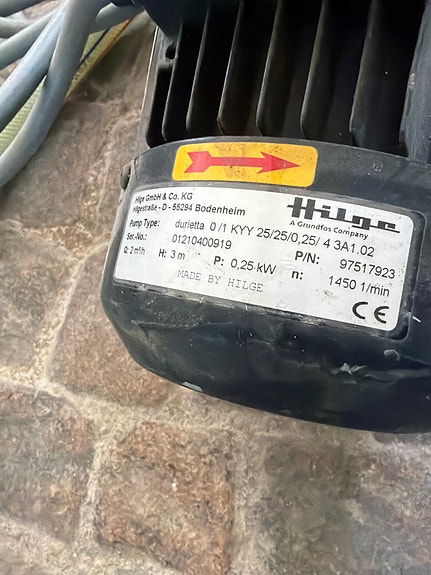 Hilge GmbH & Co. KG
Hilgestraße - D - 55294 Bodenheim
Hilge
A Grundfos Company
Pump Type: durietta 0 /1 KYY 25/25/0,25/ 4 3A1.02
Ser.-No.: 01210400919 P/N: 97517923
Q: 2 m³/h H: 3 m P: 0,25 kW n: 1450 1/min
MADE BY HILGE
CE